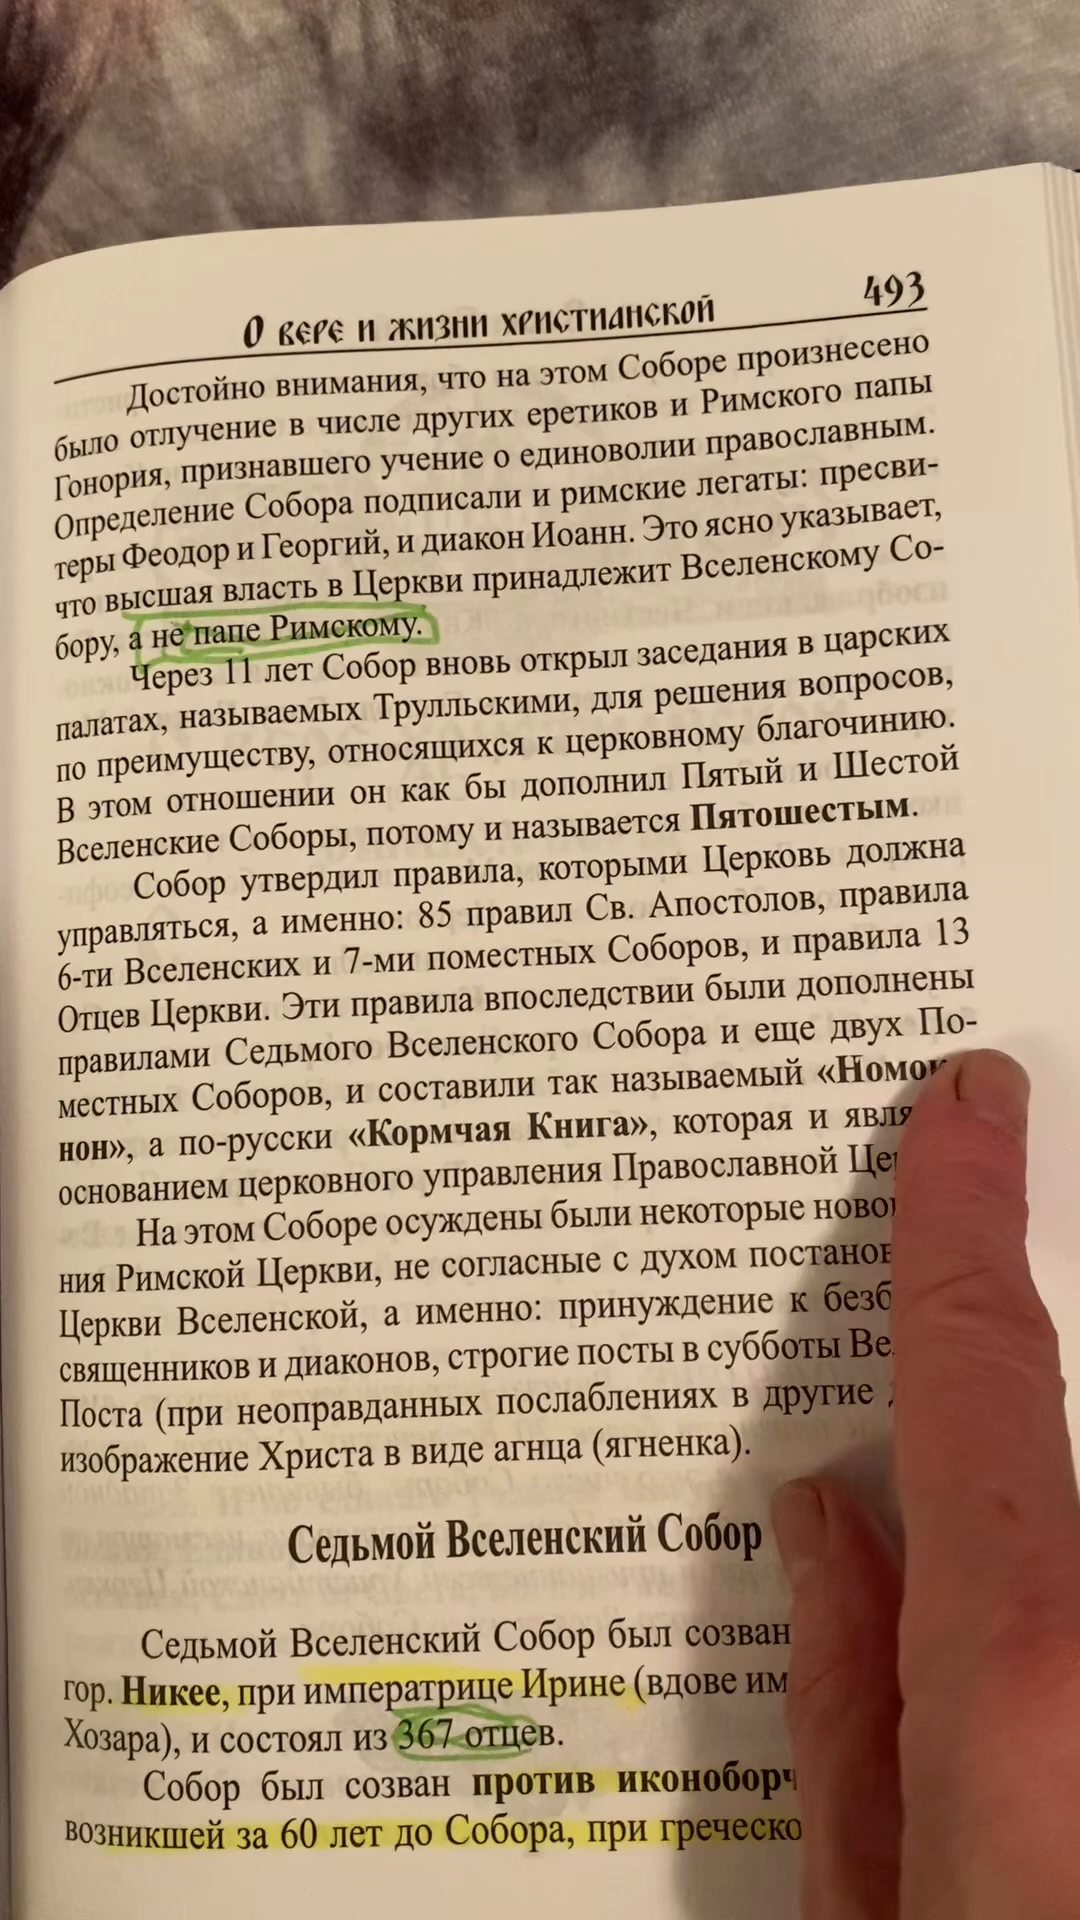 О вере и жизни христианской 493
Достойно внимания, что на этом Соборе произнесено
было отлучение в числе других еретиков и Римского папы
Гонория, признавшего учение о единоволии православным.
Определение Собора подписали и римские легаты: пресви-
теры Феодор и Георгий, и диакон Иоанн. Это ясно указывает,
что высшая власть в Церкви принадлежит Вселенскому Со-
бору, а не папе Римскому.
Через 11 лет Собор вновь открыл заседания в царских
палатах, называемых Трулльскими, для решения вопросов,
по преимуществу, относящихся к церковному благочинию.
В этом отношении он как бы дополнил Пятый и Шестой
Вселенские Соборы, потому и называется Пятошестым.
Собор утвердил правила, которыми Церковь должна
управляться, а именно: 85 правил Св. Апостолов, правила
6-ти Вселенских и 7-ми поместных Соборов, и правила 13
Отцев Церкви. Эти правила впоследствии были дополнены
правилами Седьмого Вселенского Собора и еще двух По-
местных Соборов, и составили так называемый «Номок
нон», а по-русски «Кормчая Книга», которая и явля
основанием церковного управления Православной Це
На этом Соборе осуждены были некоторые ново
ния Римской Церкви, не согласные с духом постанов
Церкви Вселенской, а именно: принуждение к безб
священников и диаконов, строгие посты в субботы Ве
Поста (при неоправданных послаблениях в другие
изображение Христа в виде агнца (ягненка).
Седьмой Вселенский Собор
Седьмой Вселенский Собор был созван
гор. Никее, при императрице Ирине (вдове им
Хозара), и состоял из 367 отцев.
Собор был созван против иконоборч
возникшей за 60 лет до Собора, при греческо